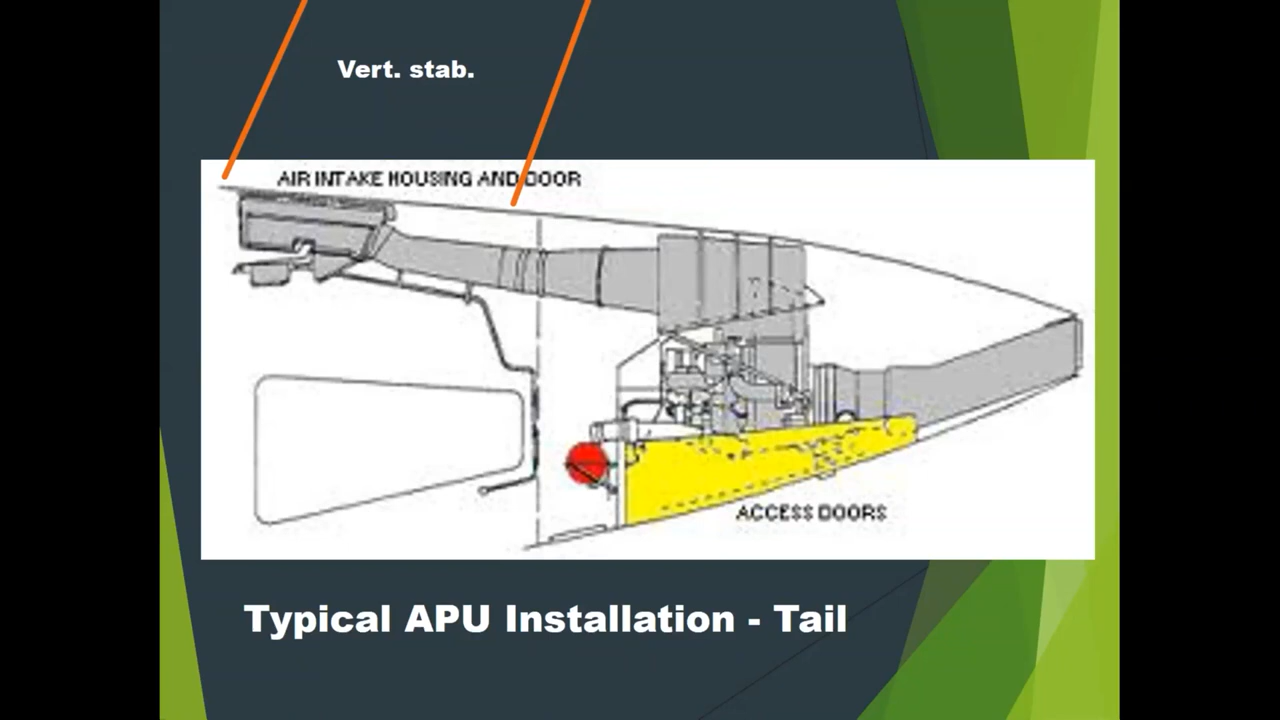 Vert. stab.
AIR INTAKE HOUSING AND DOOR
ACCESS DOORS
Typical APU Installation - Tail